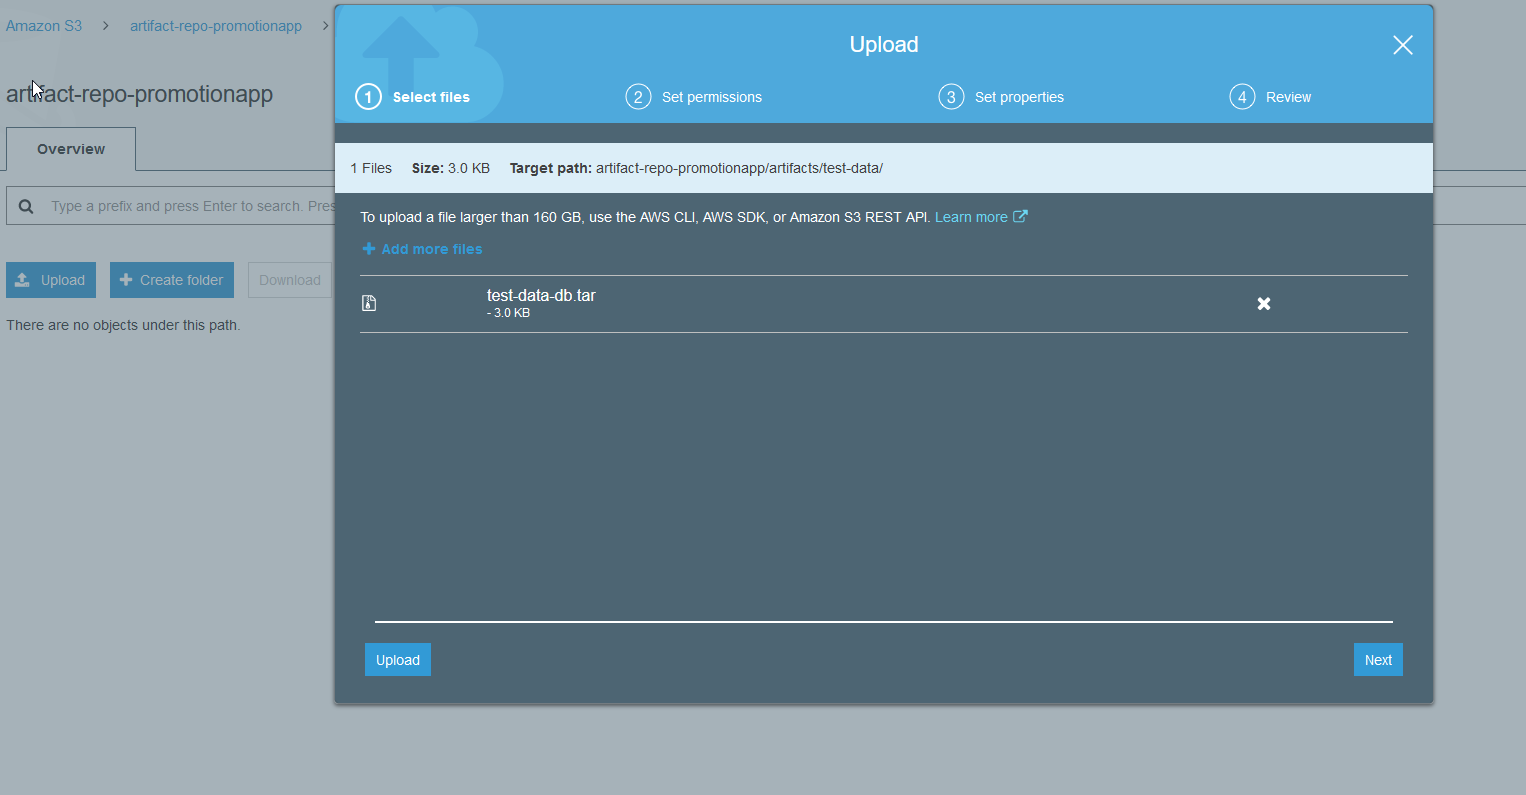 Amazon S3 > artifact-repo-promotionapp >
artifact-repo-promotionapp
Overview
Type a prefix and press Enter to search. Pres
Upload
Create folder
Download
There are no objects under this path.
Upload
1 Select files
2 Set permissions
3 Set properties
4 Review
1 Files Size: 3.0 KB Target path: artifact-repo-promotionapp/artifacts/test-data/
To upload a file larger than 160 GB, use the AWS CLI, AWS SDK, or Amazon S3 REST API. Learn more
Add more files
test-data-db.tar
- 3.0 KB
Upload
Next